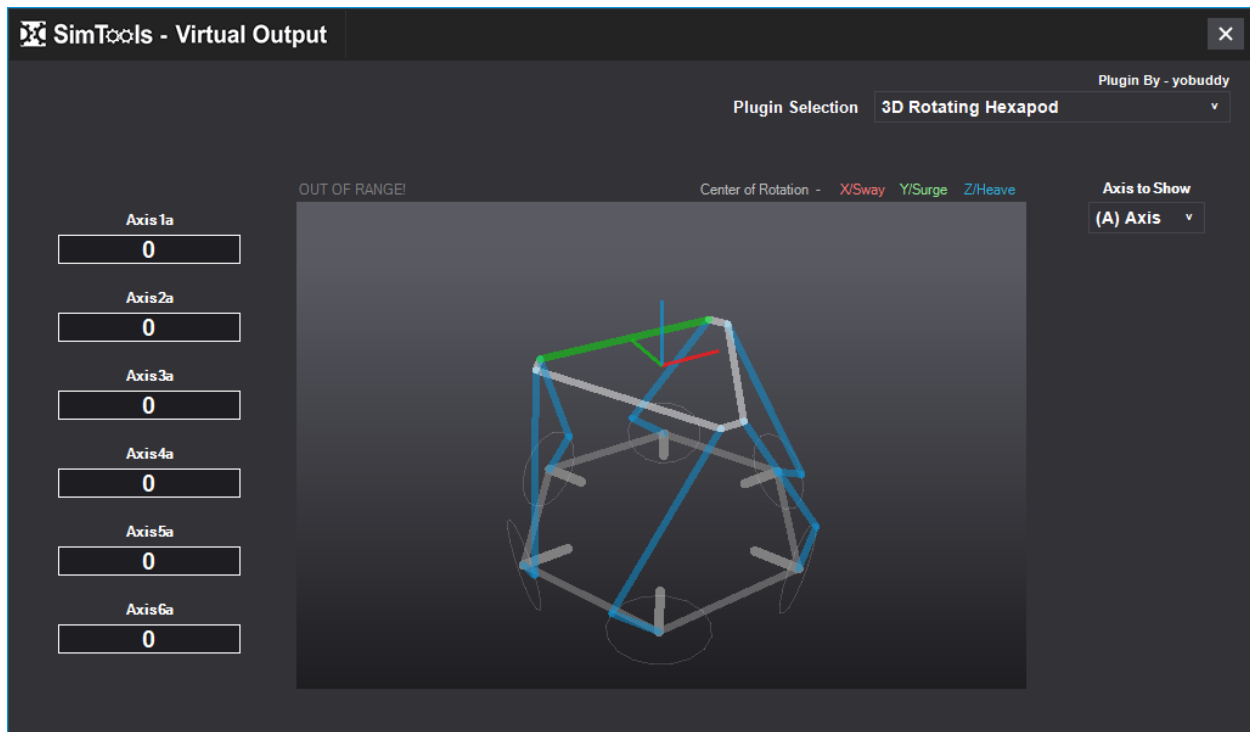 SimTools - Virtual Output
Plugin By - yobuddy
Plugin Selection 3D Rotating Hexapod
OUT OF RANGE!
Center of Rotation - X/Sway Y/Surge Z/Heave
Axis to Show
(A) Axis
Axis1a
0
Axis2a
0
Axis3a
0
Axis4a
0
Axis5a
0
Axis6a
0